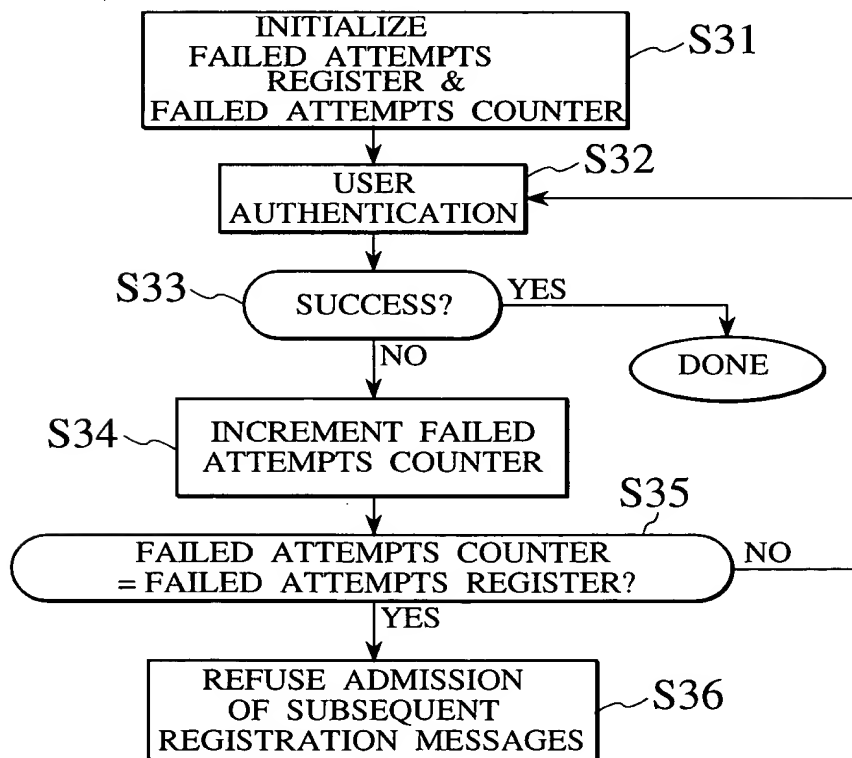 INITIALIZE
FAILED ATTEMPTS
REGISTER &
FAILED ATTEMPTS COUNTER
S31
USER
AUTHENTICATION
S32
S33
SUCCESS?
YES
DONE
NO
S34
INCREMENT FAILED
ATTEMPTS COUNTER
S35
FAILED ATTEMPTS COUNTER
= FAILED ATTEMPTS REGISTER?
NO
YES
REFUSE ADMISSION
OF SUBSEQUENT
REGISTRATION MESSAGES
S36